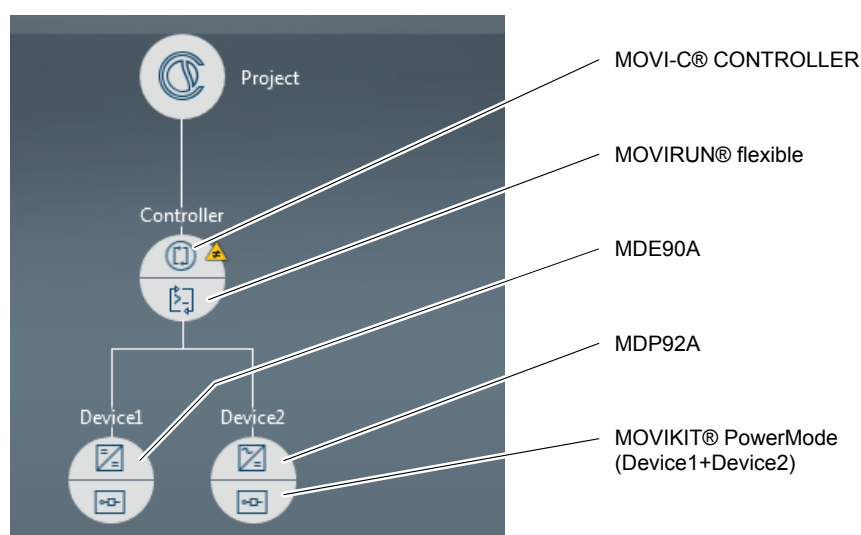 Project
MOVI-C® CONTROLLER
MOVIRUN® flexible
Controller
MDE90A
MDP92A
Device1
Device2
MOVIKIT® PowerMode
(Device1+Device2)